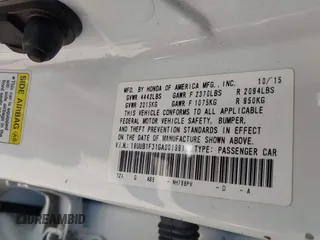 SIDE AIRBAG
MFD. BY HONDA OF AMERICA MFG., INC. 10/15
GVWR 4442LBS GAWR F 2370LBS R 2094LBS
GVWR 2015KG GAWR F 1075KG R 950KG
THIS VEHICLE CONFORMS TO ALL APPLICABLE
FEDERAL MOTOR VEHICLE SAFETY, BUMPER,
AND THEFT PREVENTION STANDARDS IN EFFECT
ON THE DATE OF MANUFACTURE SHOWN ABOVE.
V.I.N.: TYPE: PASSENGER CAR
NH788PX D A